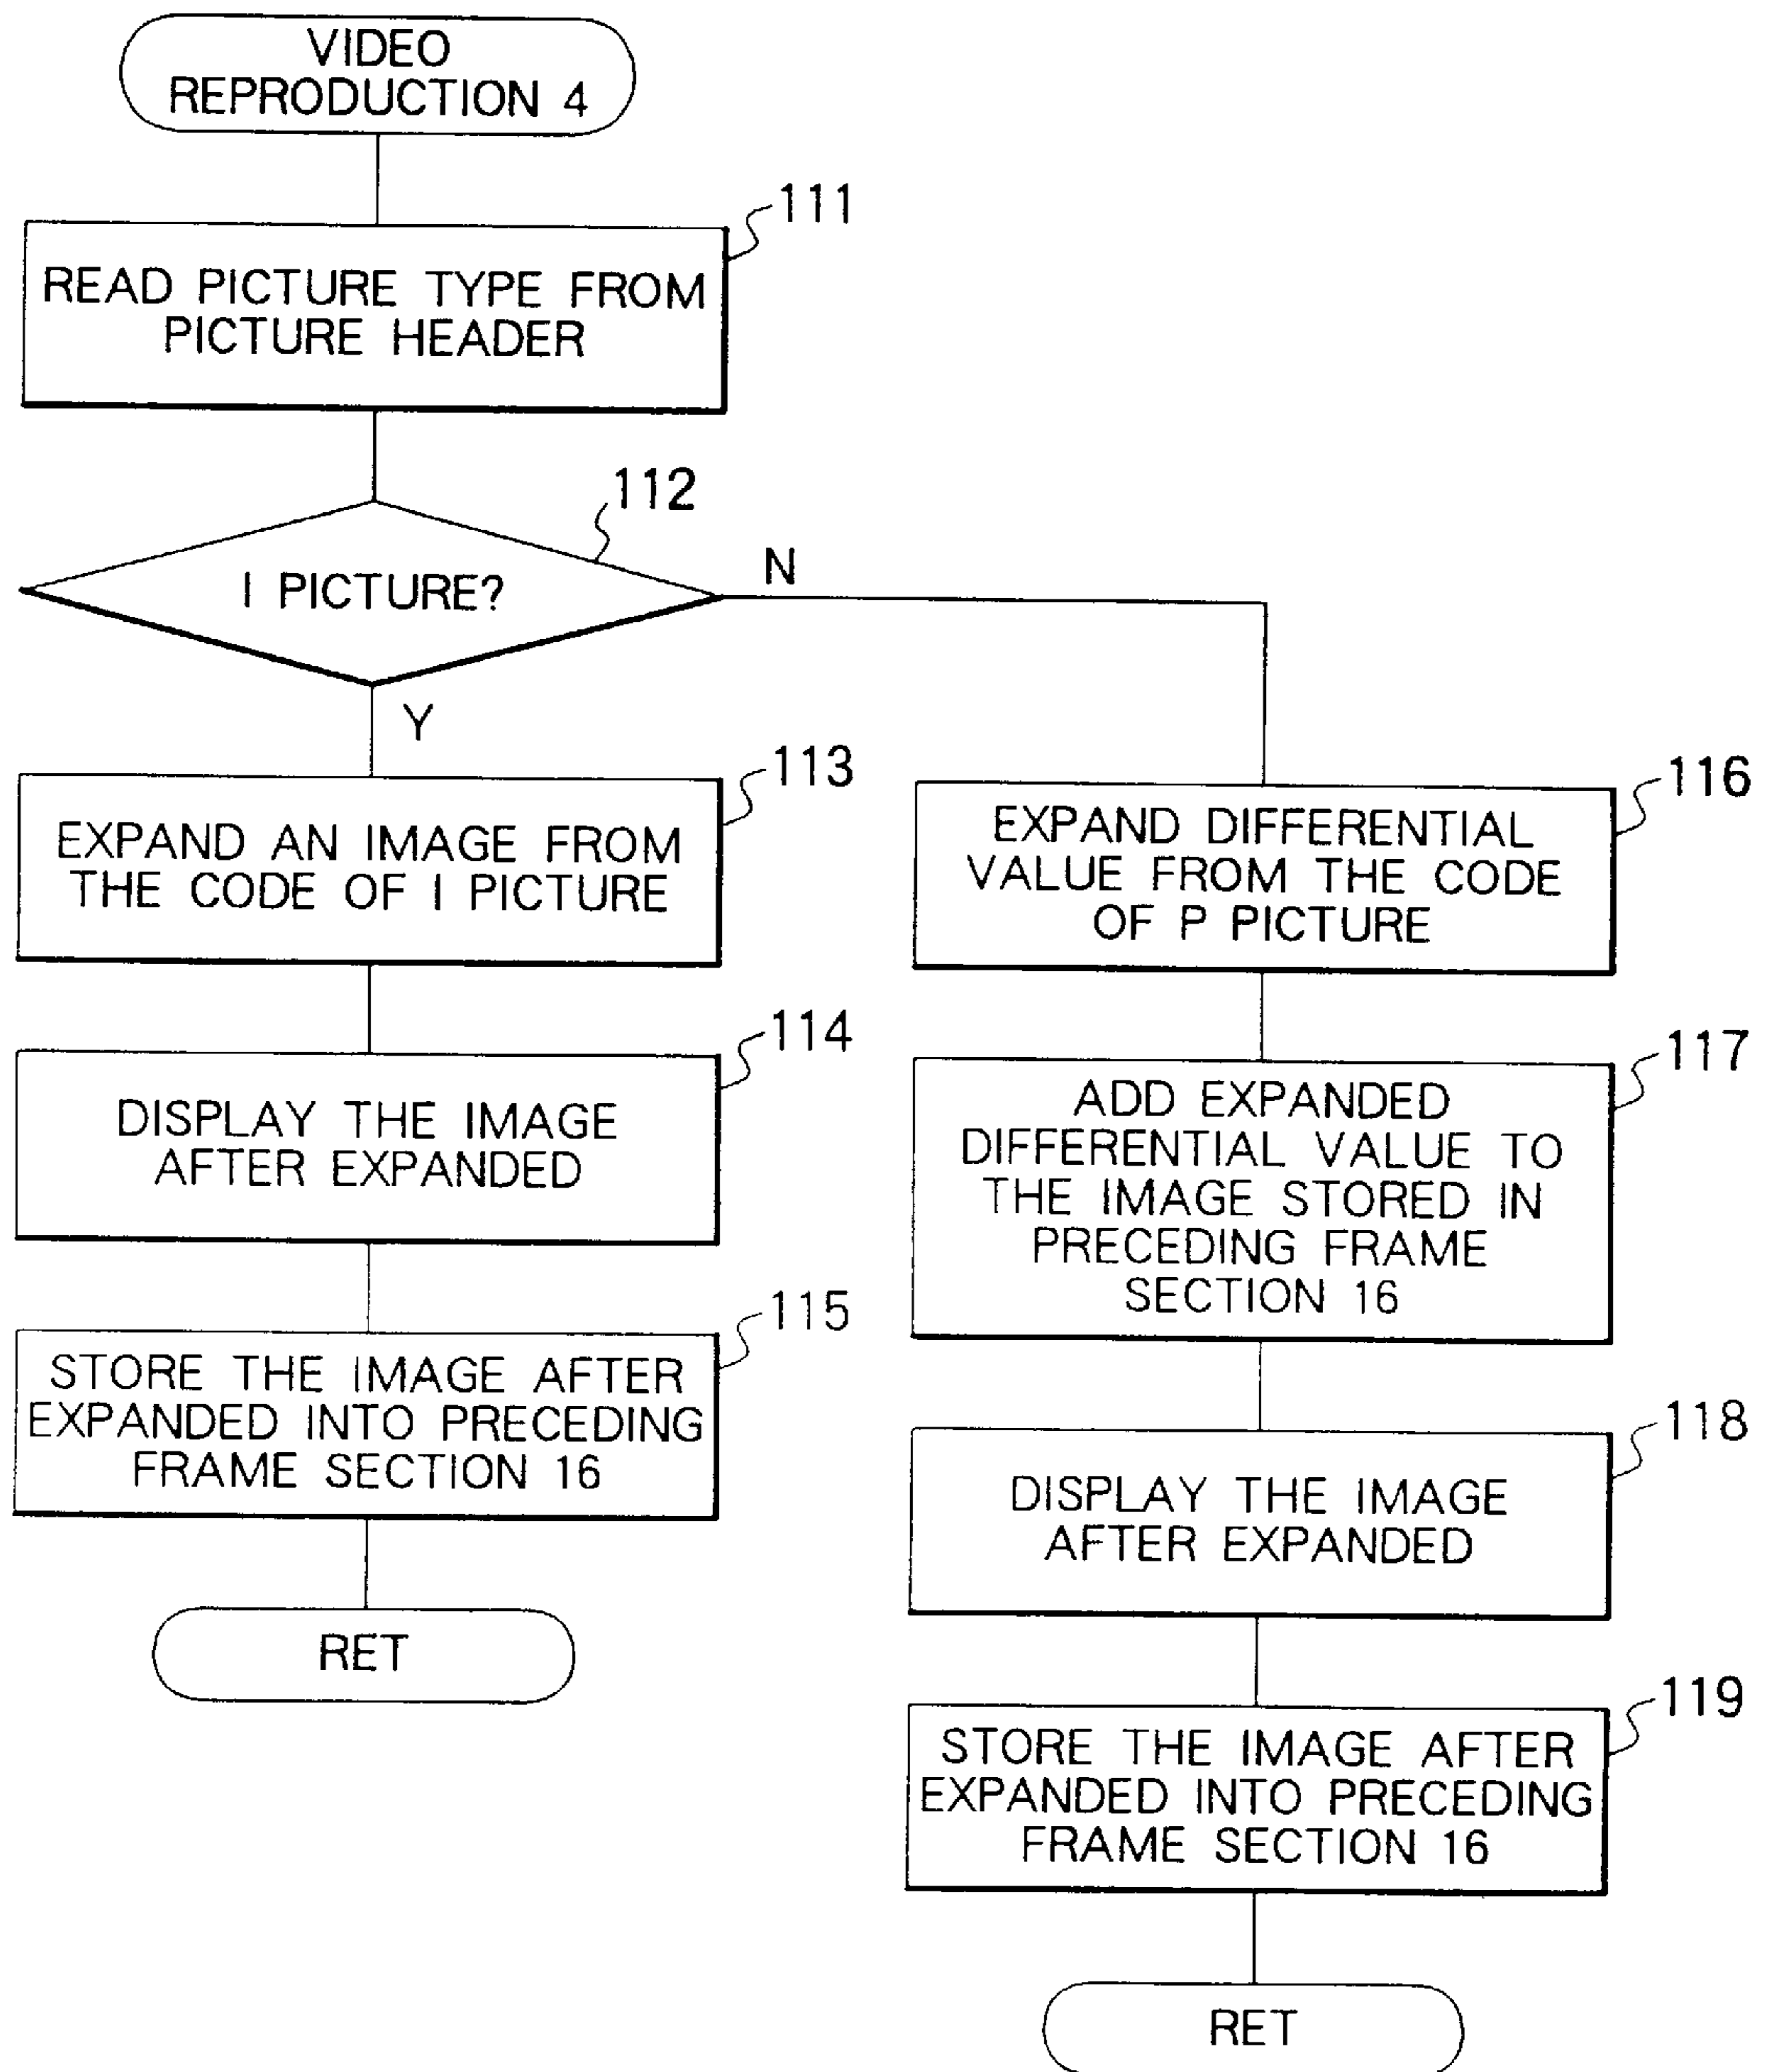 VIDEO
REPRODUCTION 4
111
READ PICTURE TYPE FROM
PICTURE HEADER
112
I PICTURE?
N
Y
113
EXPAND AN IMAGE FROM
THE CODE OF I PICTURE
114
DISPLAY THE IMAGE
AFTER EXPANDED
115
STORE THE IMAGE AFTER
EXPANDED INTO PRECEDING
FRAME SECTION 16
RET
116
EXPAND DIFFERENTIAL
VALUE FROM THE CODE
OF P PICTURE
117
ADD EXPANDED
DIFFERENTIAL VALUE TO
THE IMAGE STORED IN
PRECEDING FRAME
SECTION 16
118
DISPLAY THE IMAGE
AFTER EXPANDED
119
STORE THE IMAGE AFTER
EXPANDED INTO PRECEDING
FRAME SECTION 16
RET